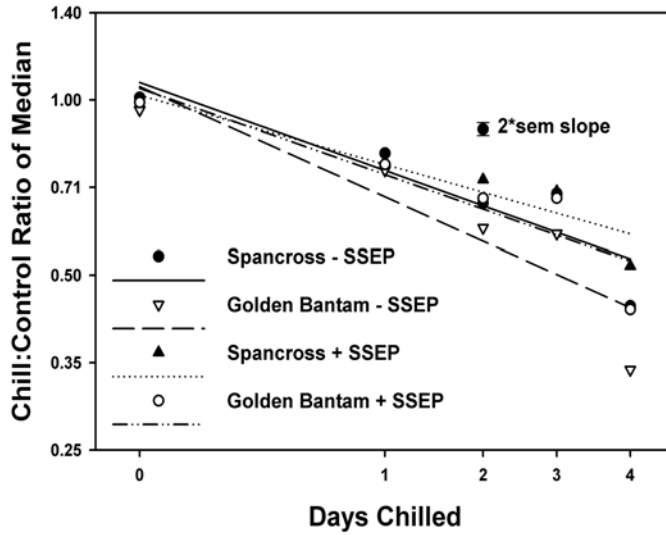 Chill:Control Ratio of Median
1.40
1.00
0.71
0.50
0.35
0.25
2*sem slope
Spancross - SSEP
Golden Bantam - SSEP
Spancross + SSEP
Golden Bantam + SSEP
0 1 2 3 4
Days Chilled